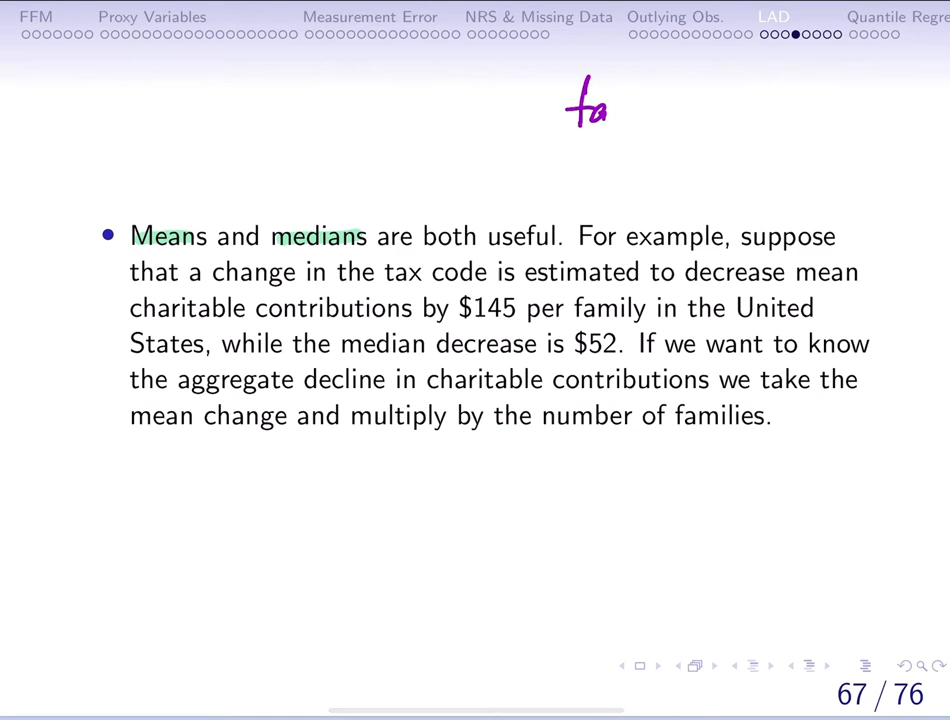 FFM Proxy Variables Measurement Error NRS & Missing Data Outlying Obs. LAD Quantile Regre
ta
• Means and medians are both useful. For example, suppose
that a change in the tax code is estimated to decrease mean
charitable contributions by $145 per family in the United
States, while the median decrease is $52. If we want to know
the aggregate decline in charitable contributions we take the
mean change and multiply by the number of families.
67 / 76